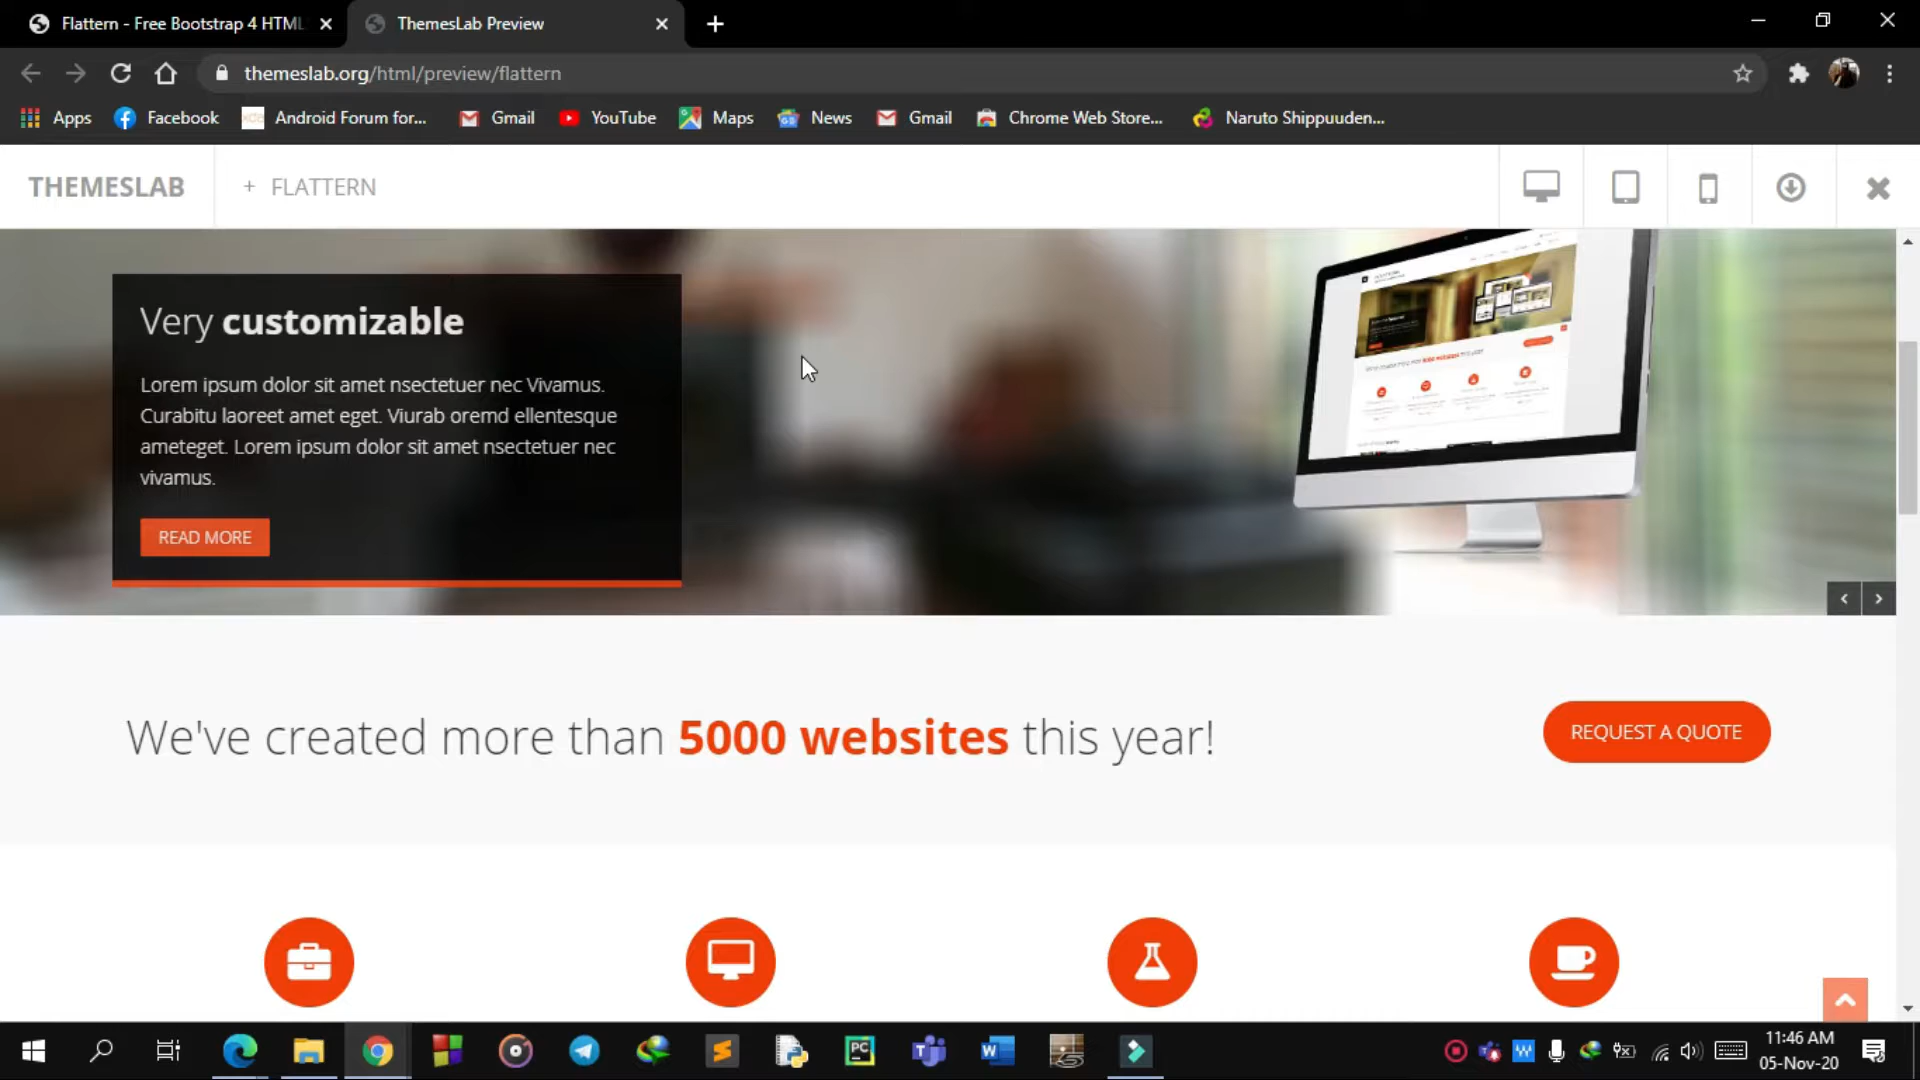 Flattern - Free Bootstrap 4 HTML
ThemesLab Preview
themeslab.org/html/preview/flattern
Apps
Facebook
Android Forum for...
Gmail
YouTube
Maps
News
Gmail
Chrome Web Store...
Naruto Shippuuden...
THEMESLAB
+ FLATTERN
Very customizable
Lorem ipsum dolor sit amet nsectetuer nec Vivamus.
Curabitu laoreet amet eget. Viurab oremd ellentesque
ameteget. Lorem ipsum dolor sit amet nsectetuer nec
vivamus.
READ MORE
We've created more than 5000 websites this year!
REQUEST A QUOTE
11:46 AM
05-Nov-20